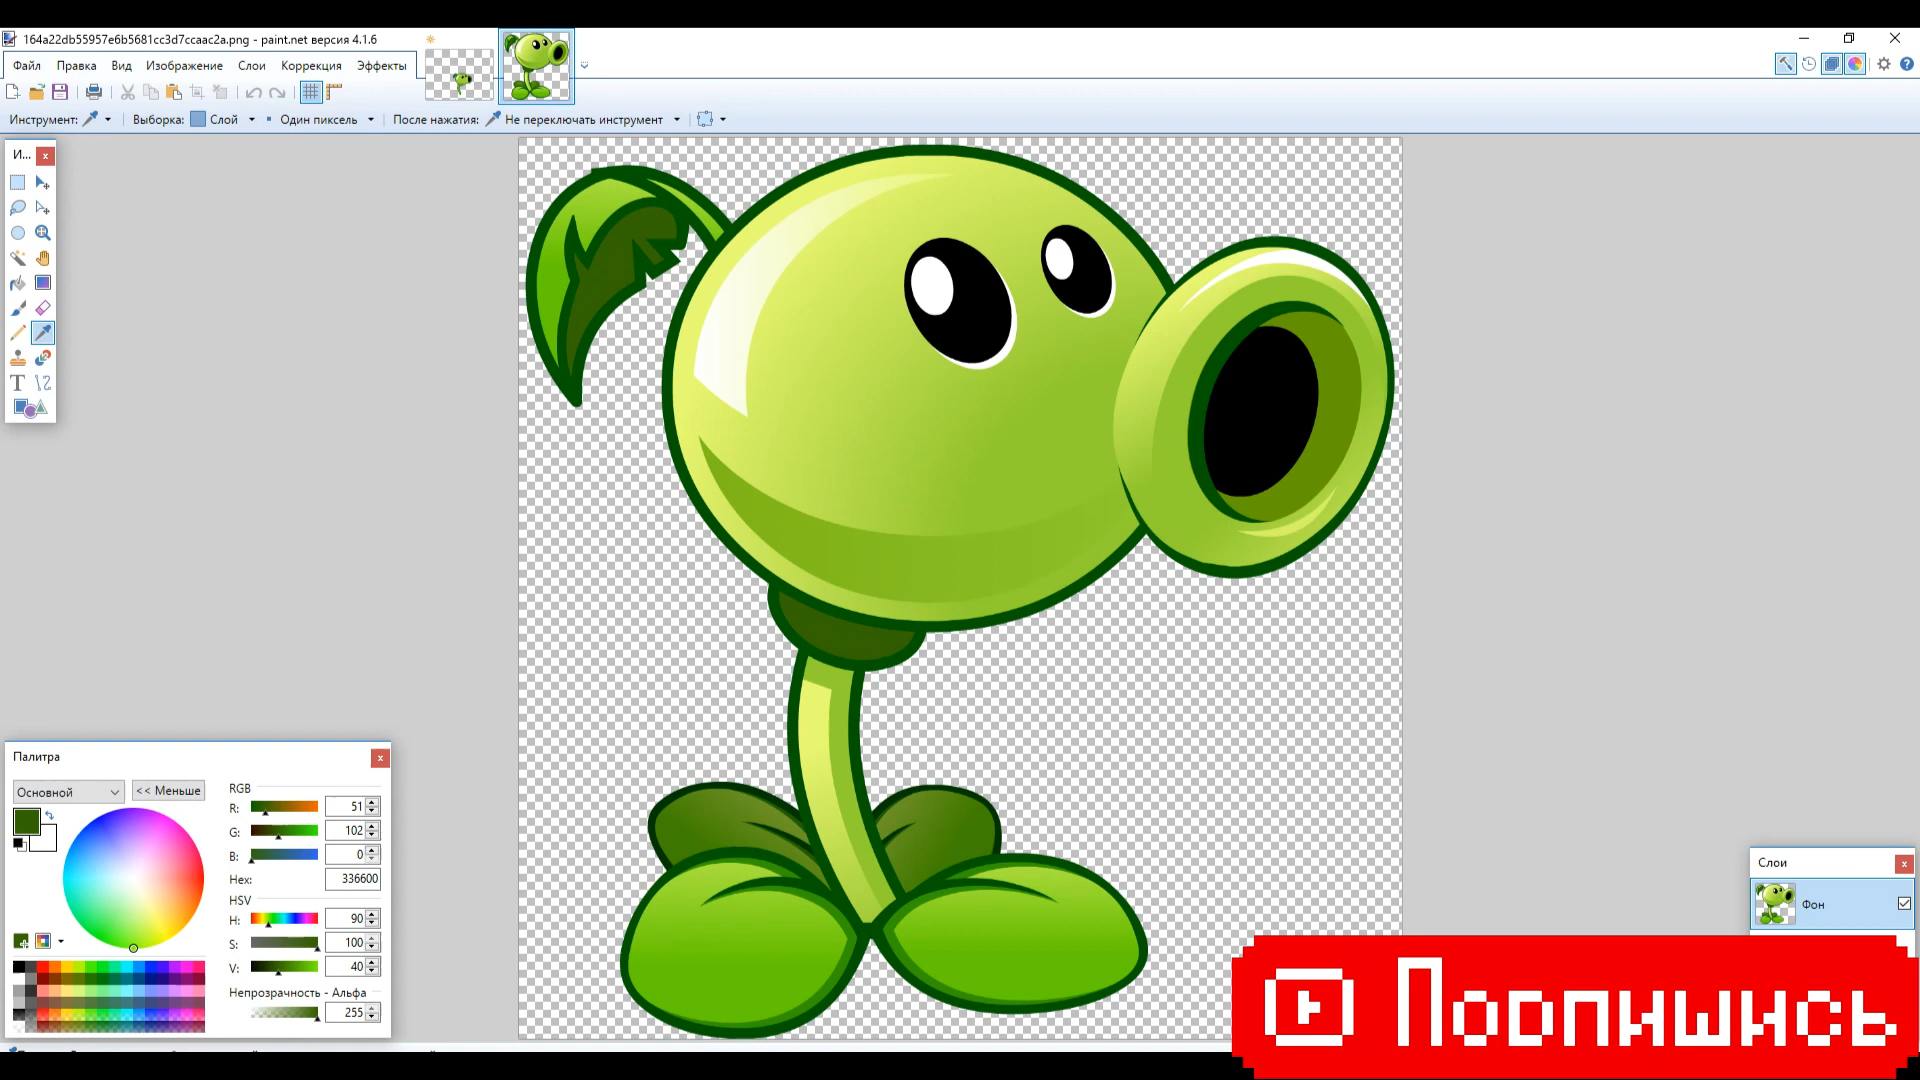 164a22db55957e6b5681cc3d7ccaac2a.png - paint.net версия 4.1.6
Файл Правка Вид Изображение Слои Коррекция Эффекты
Инструмент: Выборка: Слой Один пиксель После нажатия: Не переключать инструмент
И...
Палитра
Основной << Меньше
RGB
R: 51
G: 102
B: 0
Hex: 336600
HSV
H: 90
S: 100
V: 40
Непрозрачность - Альфа
255
Слои
Фон
Подпишись